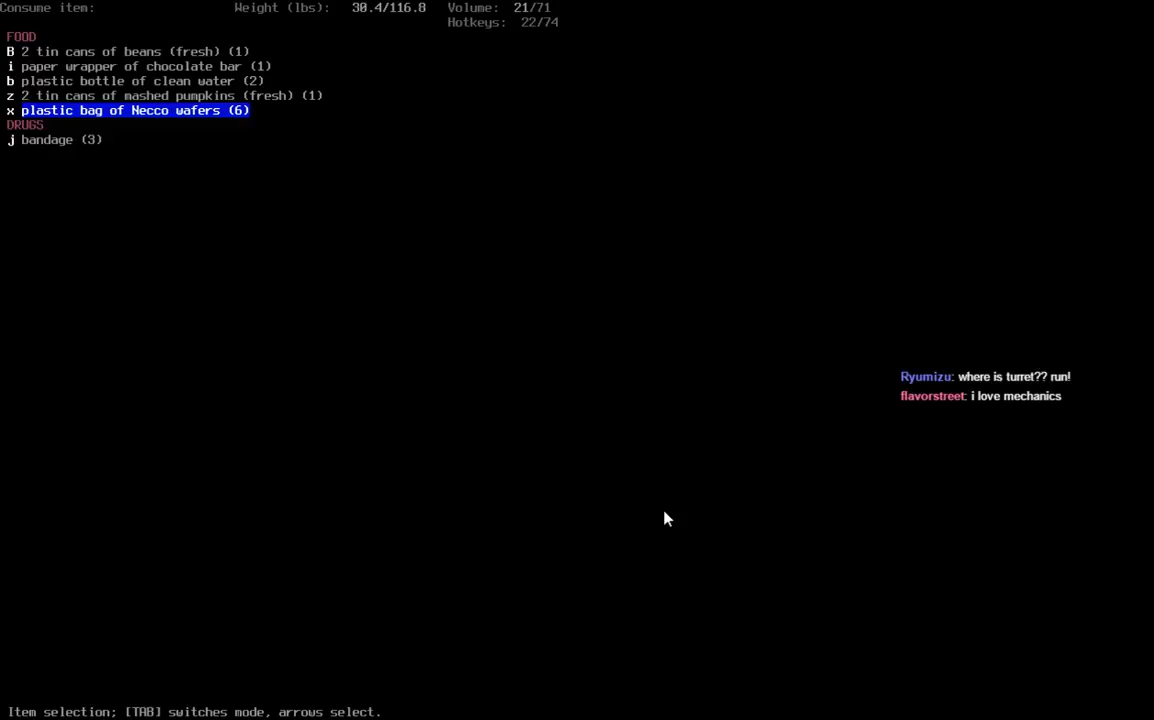 Consume item: Weight (lbs): 30.4/116.8 Volume: 21/71
Hotkeys: 22/74
FOOD
B 2 tin cans of beans (fresh) (1)
i paper wrapper of chocolate bar (1)
b plastic bottle of clean water (2)
z 2 tin cans of mashed pumpkins (fresh) (1)
x plastic bag of Necco wafers (6)
DRUGS
j bandage (3)
Ryumizu: where is turret?? run!
flavorstreet: i love mechanics
Item selection; [TAB] switches mode, arrows select.